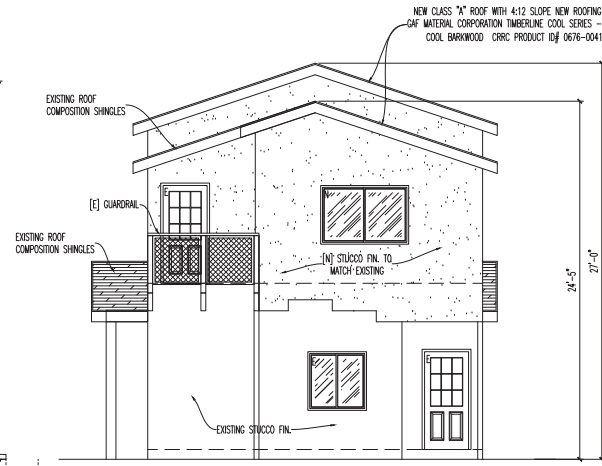 NEW CLASS "A" ROOF WITH 4:12 SLOPE NEW ROOFING
GAF MATERIAL CORPORATION TIMBERLINE COOL SERIES -
COOL BARKWOOD CRRC PRODUCT ID# 0676-0041
EXISTING ROOF
COMPOSITION SHINGLES
E
[E] GUARDRAIL
N
EXISTING ROOF
COMPOSITION SHINGLES
[N] STUCCO FIN. TO
MATCH EXISTING
24'-5"
27'-0"
E
E
EXISTING STUCCO FIN.